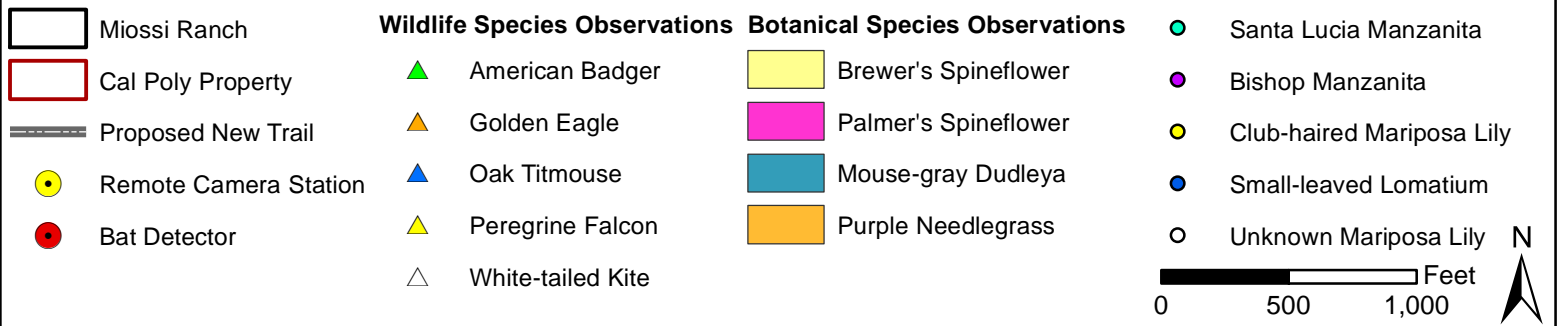 Miossi Ranch
Cal Poly Property
Proposed New Trail
Remote Camera Station
Bat Detector
Wildlife Species Observations
American Badger
Golden Eagle
Oak Titmouse
Peregrine Falcon
White-tailed Kite
Botanical Species Observations
Brewer's Spineflower
Palmer's Spineflower
Mouse-gray Dudleya
Purple Needlegrass
Santa Lucia Manzanita
Bishop Manzanita
Club-haired Mariposa Lily
Small-leaved Lomatium
Unknown Mariposa Lily
N
Feet
0 500 1,000